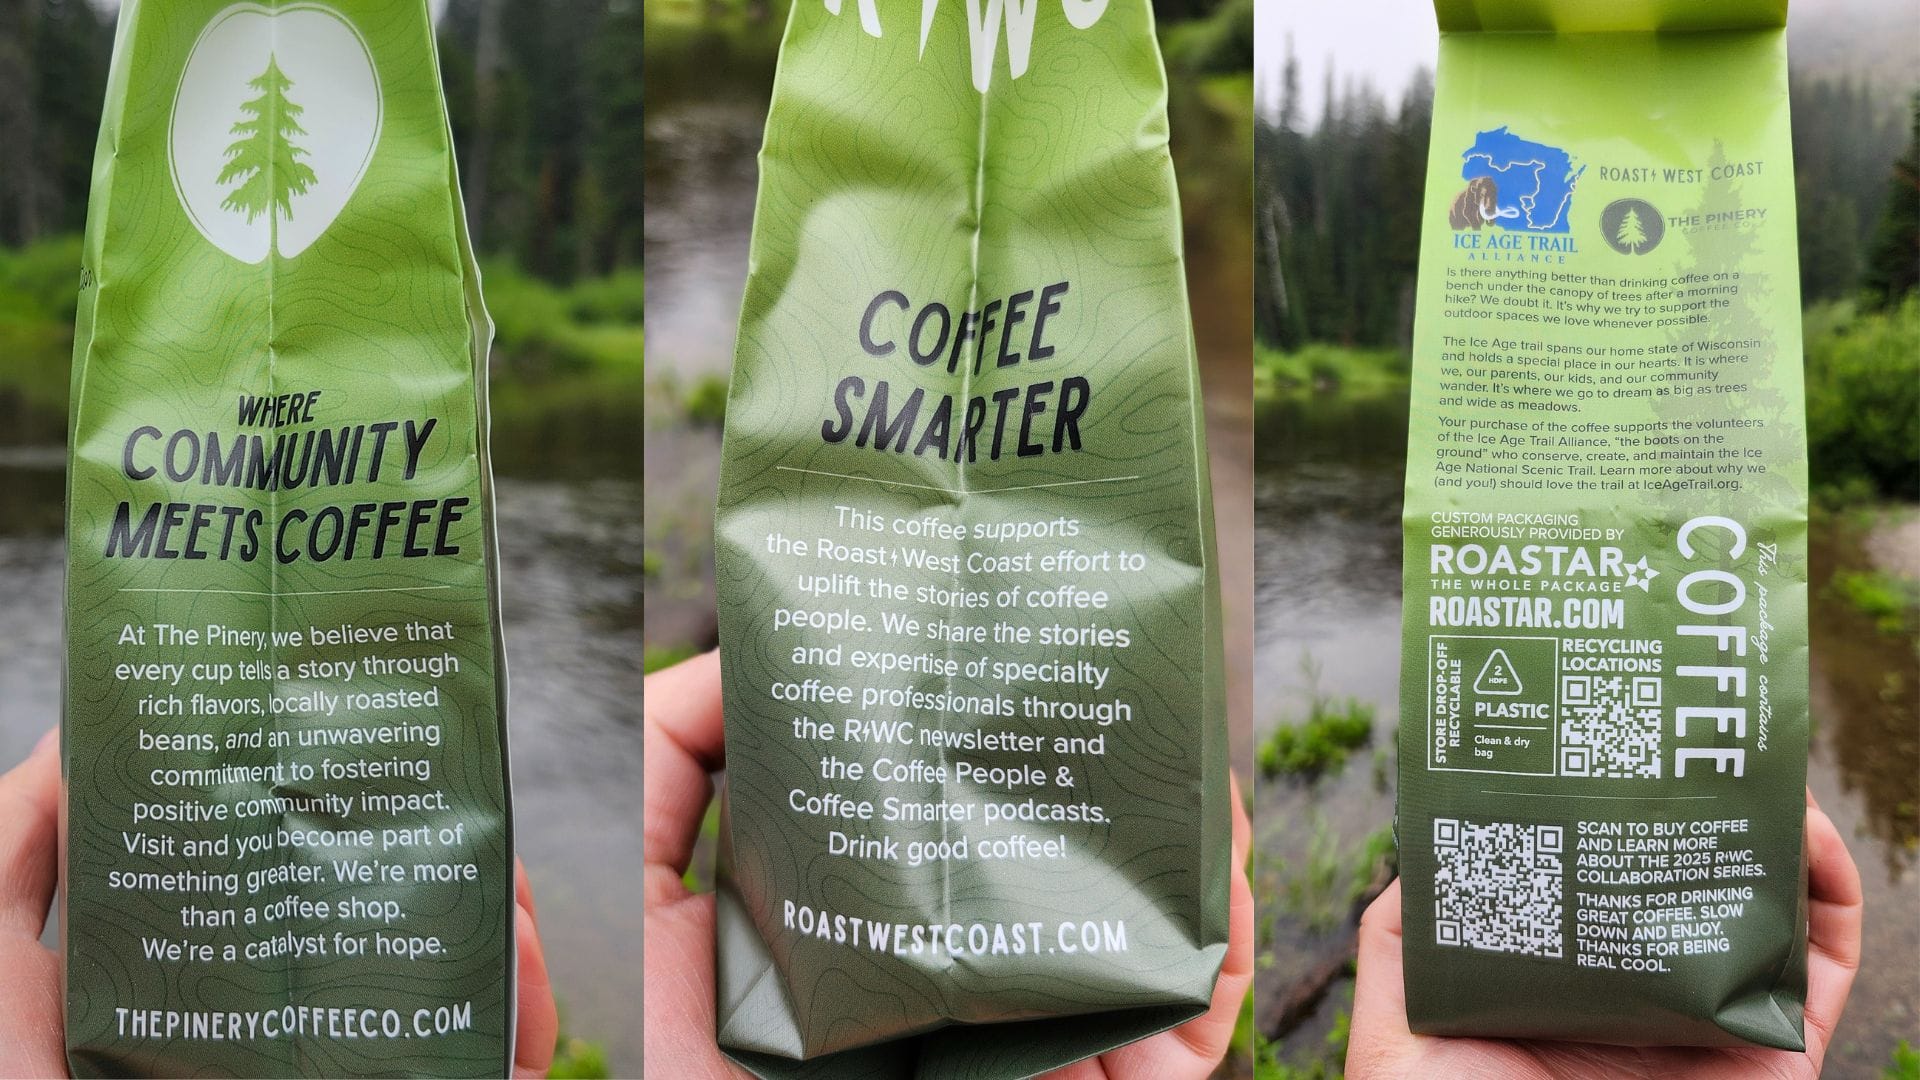 WHERE
COMMUNITY
MEETS COFFEE
At The Pinery, we believe that
every cup tells a story through
rich flavors, locally roasted
beans, and an unwavering
commitment to fostering
positive community impact.
Visit and you become part of
something greater. We're more
than a coffee shop.
We're a catalyst for hope.
THEPINERYCOFFEECO.COM
COFFEE
SMARTER
This coffee supports
the Roast West Coast effort to
uplift the stories of coffee
people. We share the stories
and expertise of specialty
coffee professionals through
the RWC newsletter and
the Coffee People &
Coffee Smarter podcasts.
Drink good coffee!
ROASTWESTCOAST.COM
ICE AGE TRAIL
ALLIANCE
ROAST WEST COAST
THE PINERY
COFFEE CO.
Is there anything better than drinking coffee on a
bench under the canopy of trees after a morning
hike? We doubt it. It's why we try to support the
outdoor spaces we love whenever possible.
The Ice Age trail spans our home state of Wisconsin
and holds a special place in our hearts. It is where
we, our parents, our kids, and our community
wander. It's where we go to dream as big as trees
and wide as meadows.
Your purchase of the coffee supports the volunteers
of the Ice Age Trail Alliance, "the boots on the
ground" who conserve, create, and maintain the Ice
Age National Scenic Trail. Learn more about why we
(and you!) should love the trail at IceAgeTrail.org.
CUSTOM PACKAGING
GENEROUSLY PROVIDED BY
ROASTAR
THE WHOLE PACKAGE
ROASTAR.COM
STORE DROP-OFF
RECYCLABLE
2
HDPE
PLASTIC
Clean & dry
bag
RECYCLING
LOCATIONS
This package contains
COFFEE
SCAN TO BUY COFFEE
AND LEARN MORE
ABOUT THE 2025 RWC
COLLABORATION SERIES.
THANKS FOR DRINKING
GREAT COFFEE. SLOW
DOWN AND ENJOY.
THANKS FOR BEING
REAL COOL.